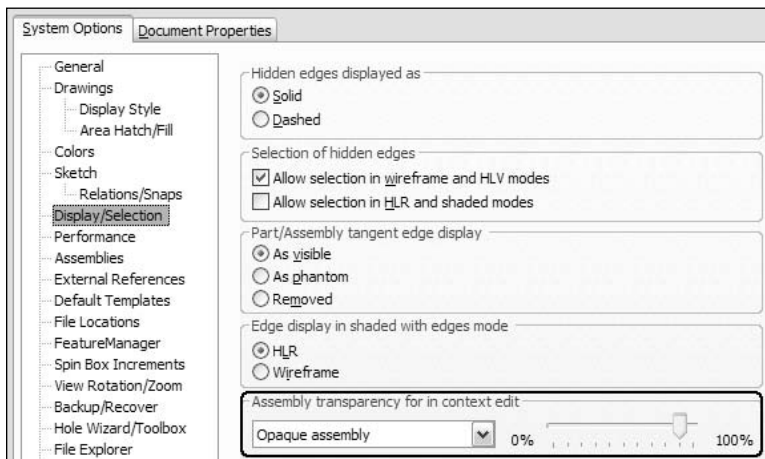 System Options
Document Properties
General
Drawings
Display Style
Area Hatch/Fill
Colors
Sketch
Relations/Snaps
Display/Selection
Performance
Assemblies
External References
Default Templates
File Locations
FeatureManager
Spin Box Increments
View Rotation/Zoom
Backup/Recover
Hole Wizard/Toolbox
File Explorer
Hidden edges displayed as
Solid
Dashed
Selection of hidden edges
Allow selection in wireframe and HLV modes
Allow selection in HLR and shaded modes
Part/Assembly tangent edge display
As visible
As phantom
Removed
Edge display in shaded with edges mode
HLR
Wireframe
Assembly transparency for in context edit
Opaque assembly 0% 100%